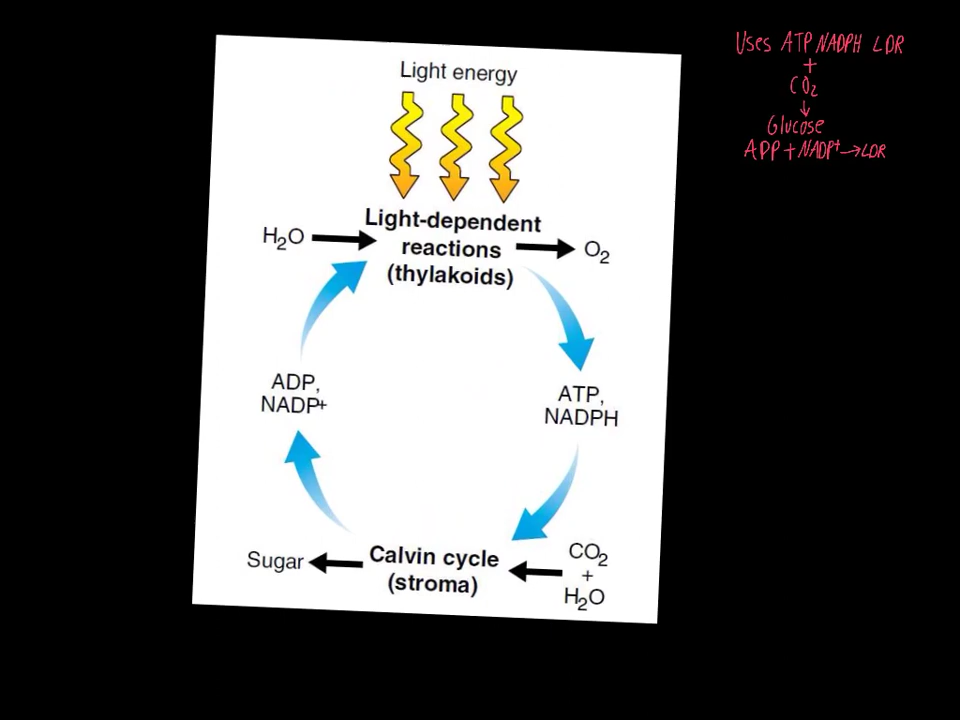 Light energy
Light-dependent
reactions
(thylakoids)
H₂O
O₂
ADP,
NADP+
ATP,
NADPH
Calvin cycle
(stroma)
Sugar
CO₂
+
H₂O
Uses ATP NADPH LDR
+
CO₂
↓
Glucose
ADP + NADP⁺ → LDR